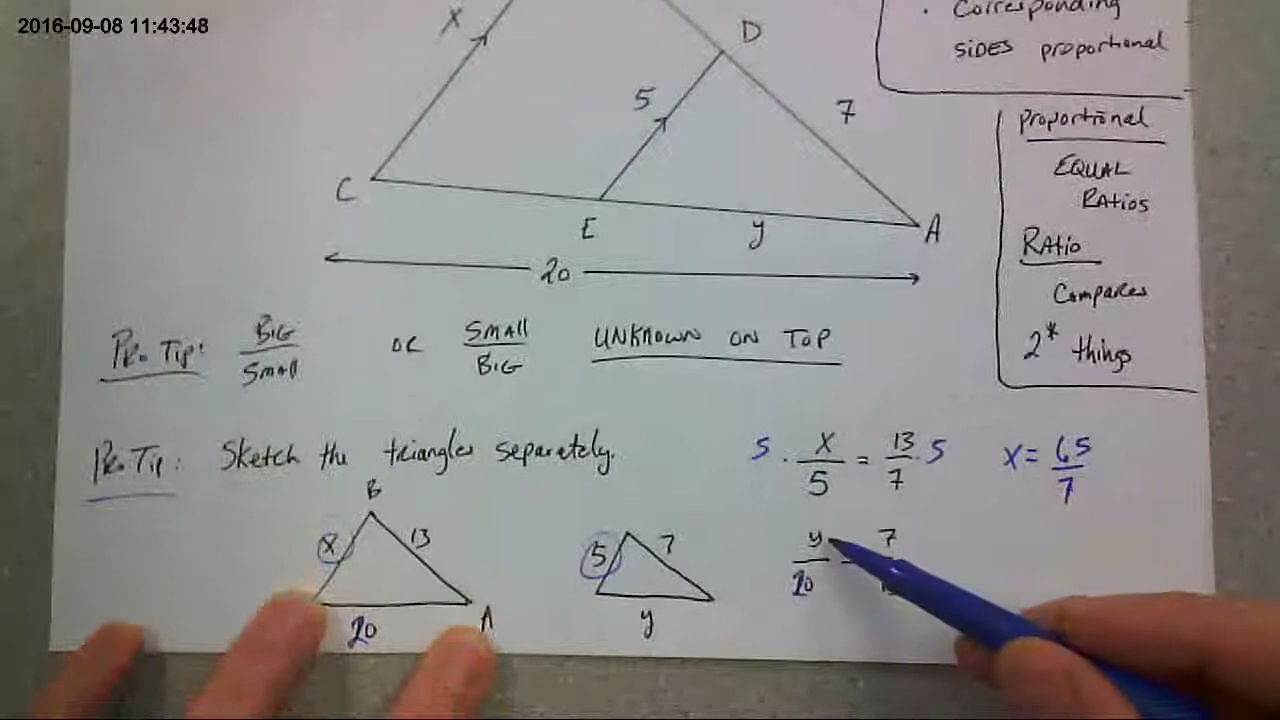 2016-09-08 11:43:48
Corresponding
SIDES proportional
X
D
5
7
C
E
y
A
20
proportional
EQUAL
RAtios
RAtio
Compares
2* things
PRO TIP: BIG/Small OR Small/BIG UNKNOWN ON TOP
PRO TIP: Sketch the triangles separately.
5 · X/5 = 13/7 · 5 X = 65/7
B
X
13
20
A
5
7
y
y/20 = 7